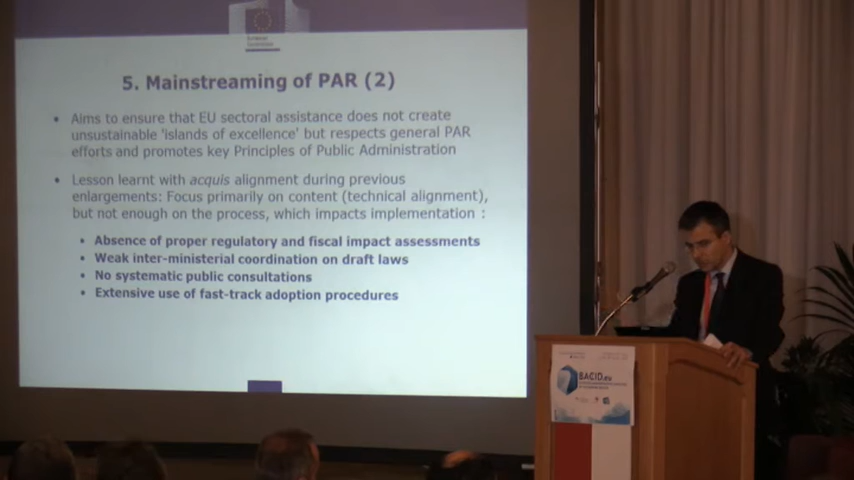 European
Commission
5. Mainstreaming of PAR (2)
• Aims to ensure that EU sectoral assistance does not create
unsustainable 'islands of excellence' but respects general PAR
efforts and promotes key Principles of Public Administration
• Lesson learnt with acquis alignment during previous
enlargements: Focus primarily on content (technical alignment),
but not enough on the process, which impacts implementation :
• Absence of proper regulatory and fiscal impact assessments
• Weak inter-ministerial coordination on draft laws
• No systematic public consultations
• Extensive use of fast-track adoption procedures
BACID.eu